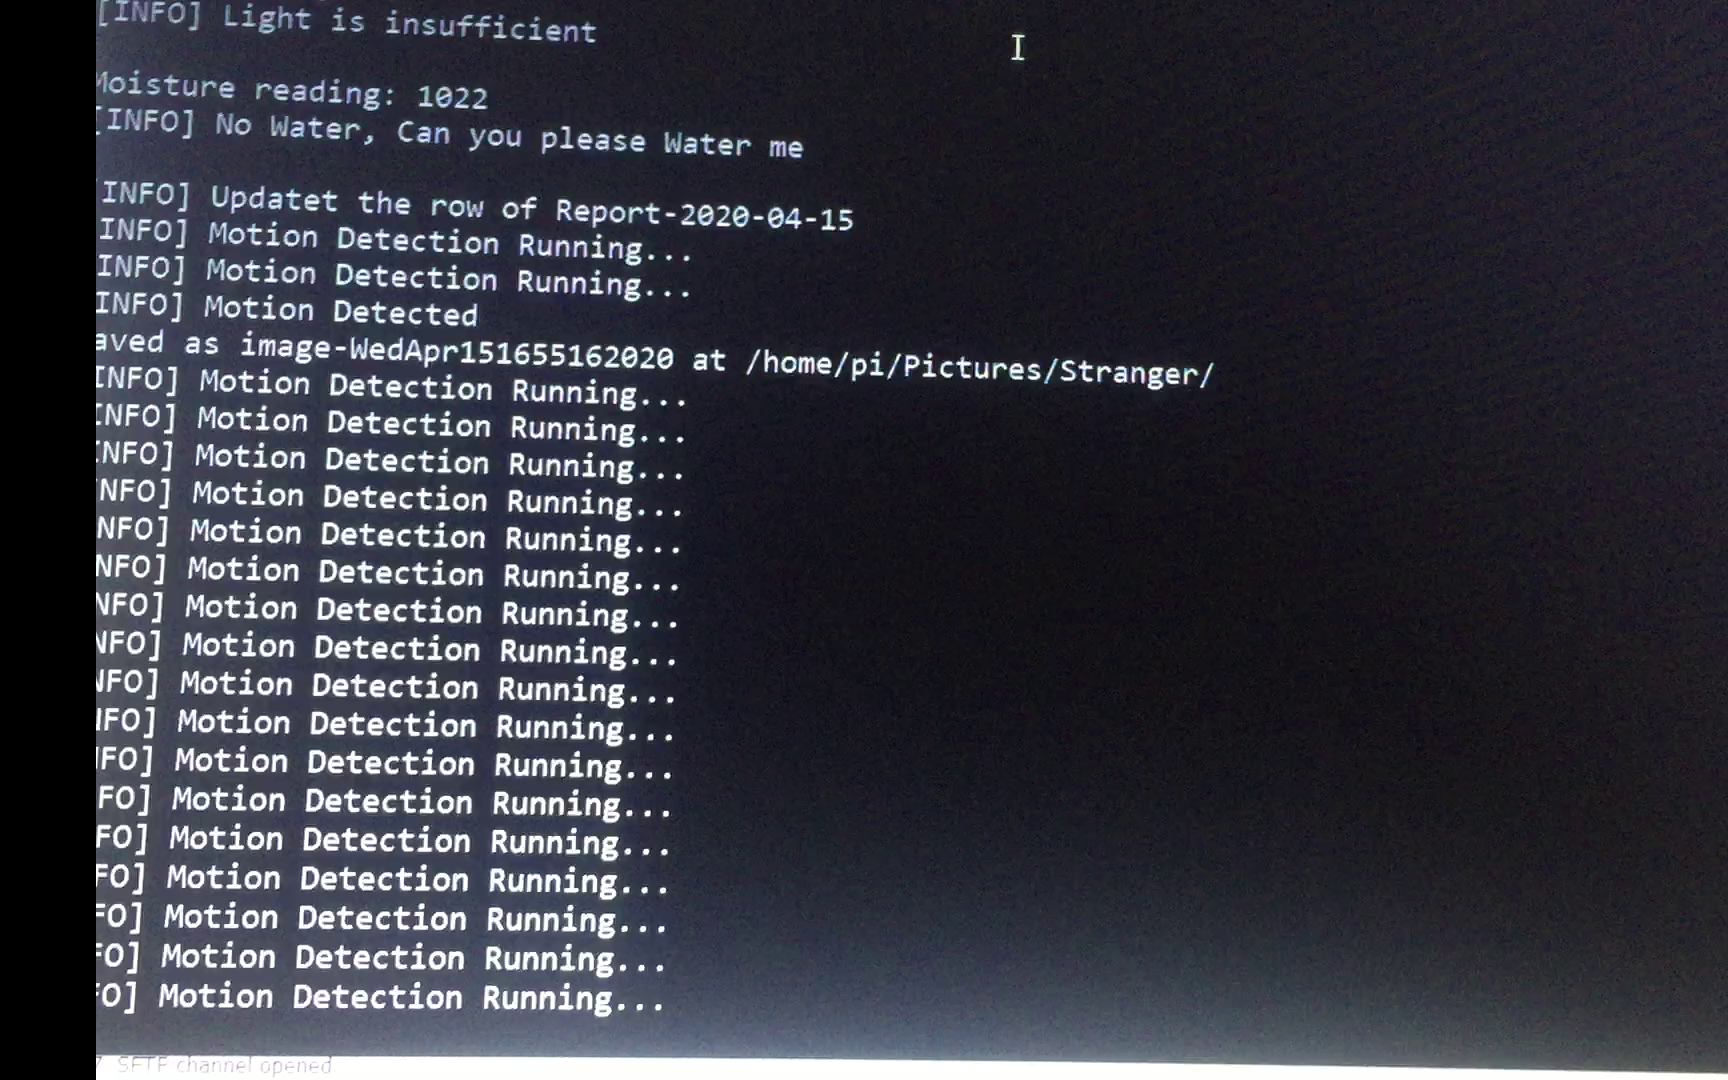 [INFO] Light is insufficient
Moisture reading: 1022
[INFO] No Water, Can you please Water me
[INFO] Updatet the row of Report-2020-04-15
INFO] Motion Detection Running...
INFO] Motion Detection Running...
INFO] Motion Detected
aved as image-WedApr151655162020 at /home/pi/Pictures/Stranger/
INFO] Motion Detection Running...
INFO] Motion Detection Running...
INFO] Motion Detection Running...
NFO] Motion Detection Running...
NFO] Motion Detection Running...
NFO] Motion Detection Running...
NFO] Motion Detection Running...
NFO] Motion Detection Running...
NFO] Motion Detection Running...
FO] Motion Detection Running...
FO] Motion Detection Running...
FO] Motion Detection Running...
FO] Motion Detection Running...
FO] Motion Detection Running...
FO] Motion Detection Running...
O] Motion Detection Running...
O] Motion Detection Running...
SFTP channel opened